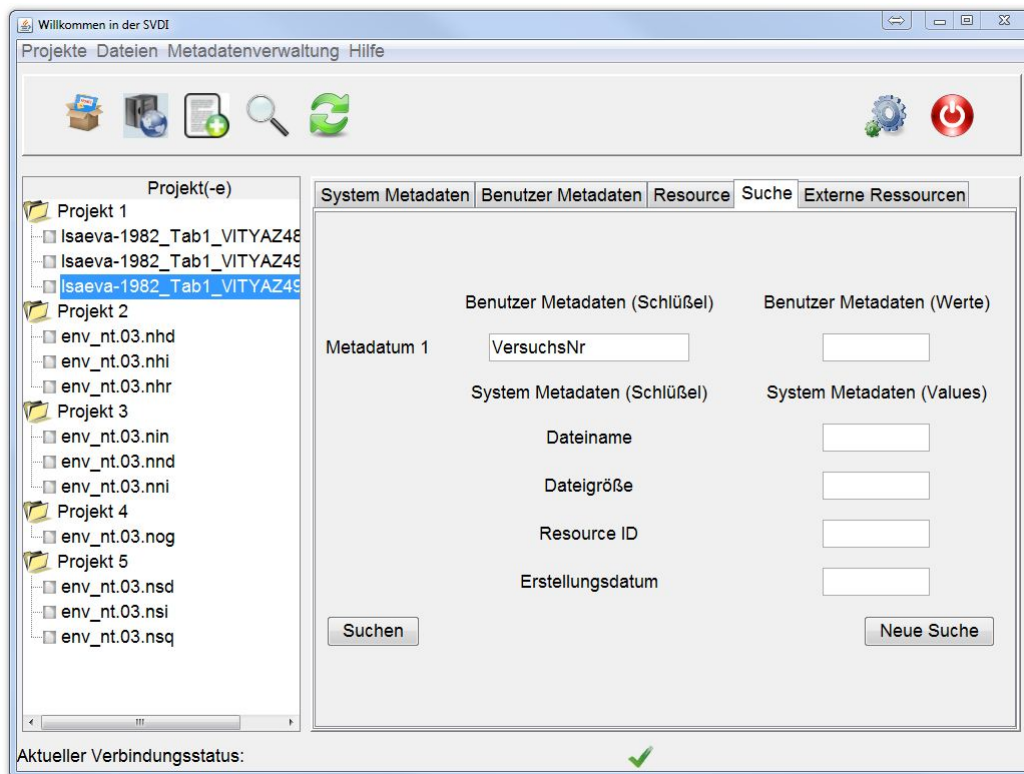 Willkommen in der SVDI
Projekte Dateien Metadatenverwaltung Hilfe
Projekt(-e)
Projekt 1
Isaeva-1982_Tab1_VITYAZ48
Isaeva-1982_Tab1_VITYAZ49
Isaeva-1982_Tab1_VITYAZ49
Projekt 2
env_nt.03.nhd
env_nt.03.nhi
env_nt.03.nhr
Projekt 3
env_nt.03.nin
env_nt.03.nnd
env_nt.03.nni
Projekt 4
env_nt.03.nog
Projekt 5
env_nt.03.nsd
env_nt.03.nsi
env_nt.03.nsq
System Metadaten Benutzer Metadaten Resource Suche Externe Ressourcen
Benutzer Metadaten (Schlüßel) Benutzer Metadaten (Werte)
Metadatum 1 VersuchsNr
System Metadaten (Schlüßel) System Metadaten (Values)
Dateiname
Dateigröße
Resource ID
Erstellungsdatum
Suchen Neue Suche
Aktueller Verbindungsstatus: